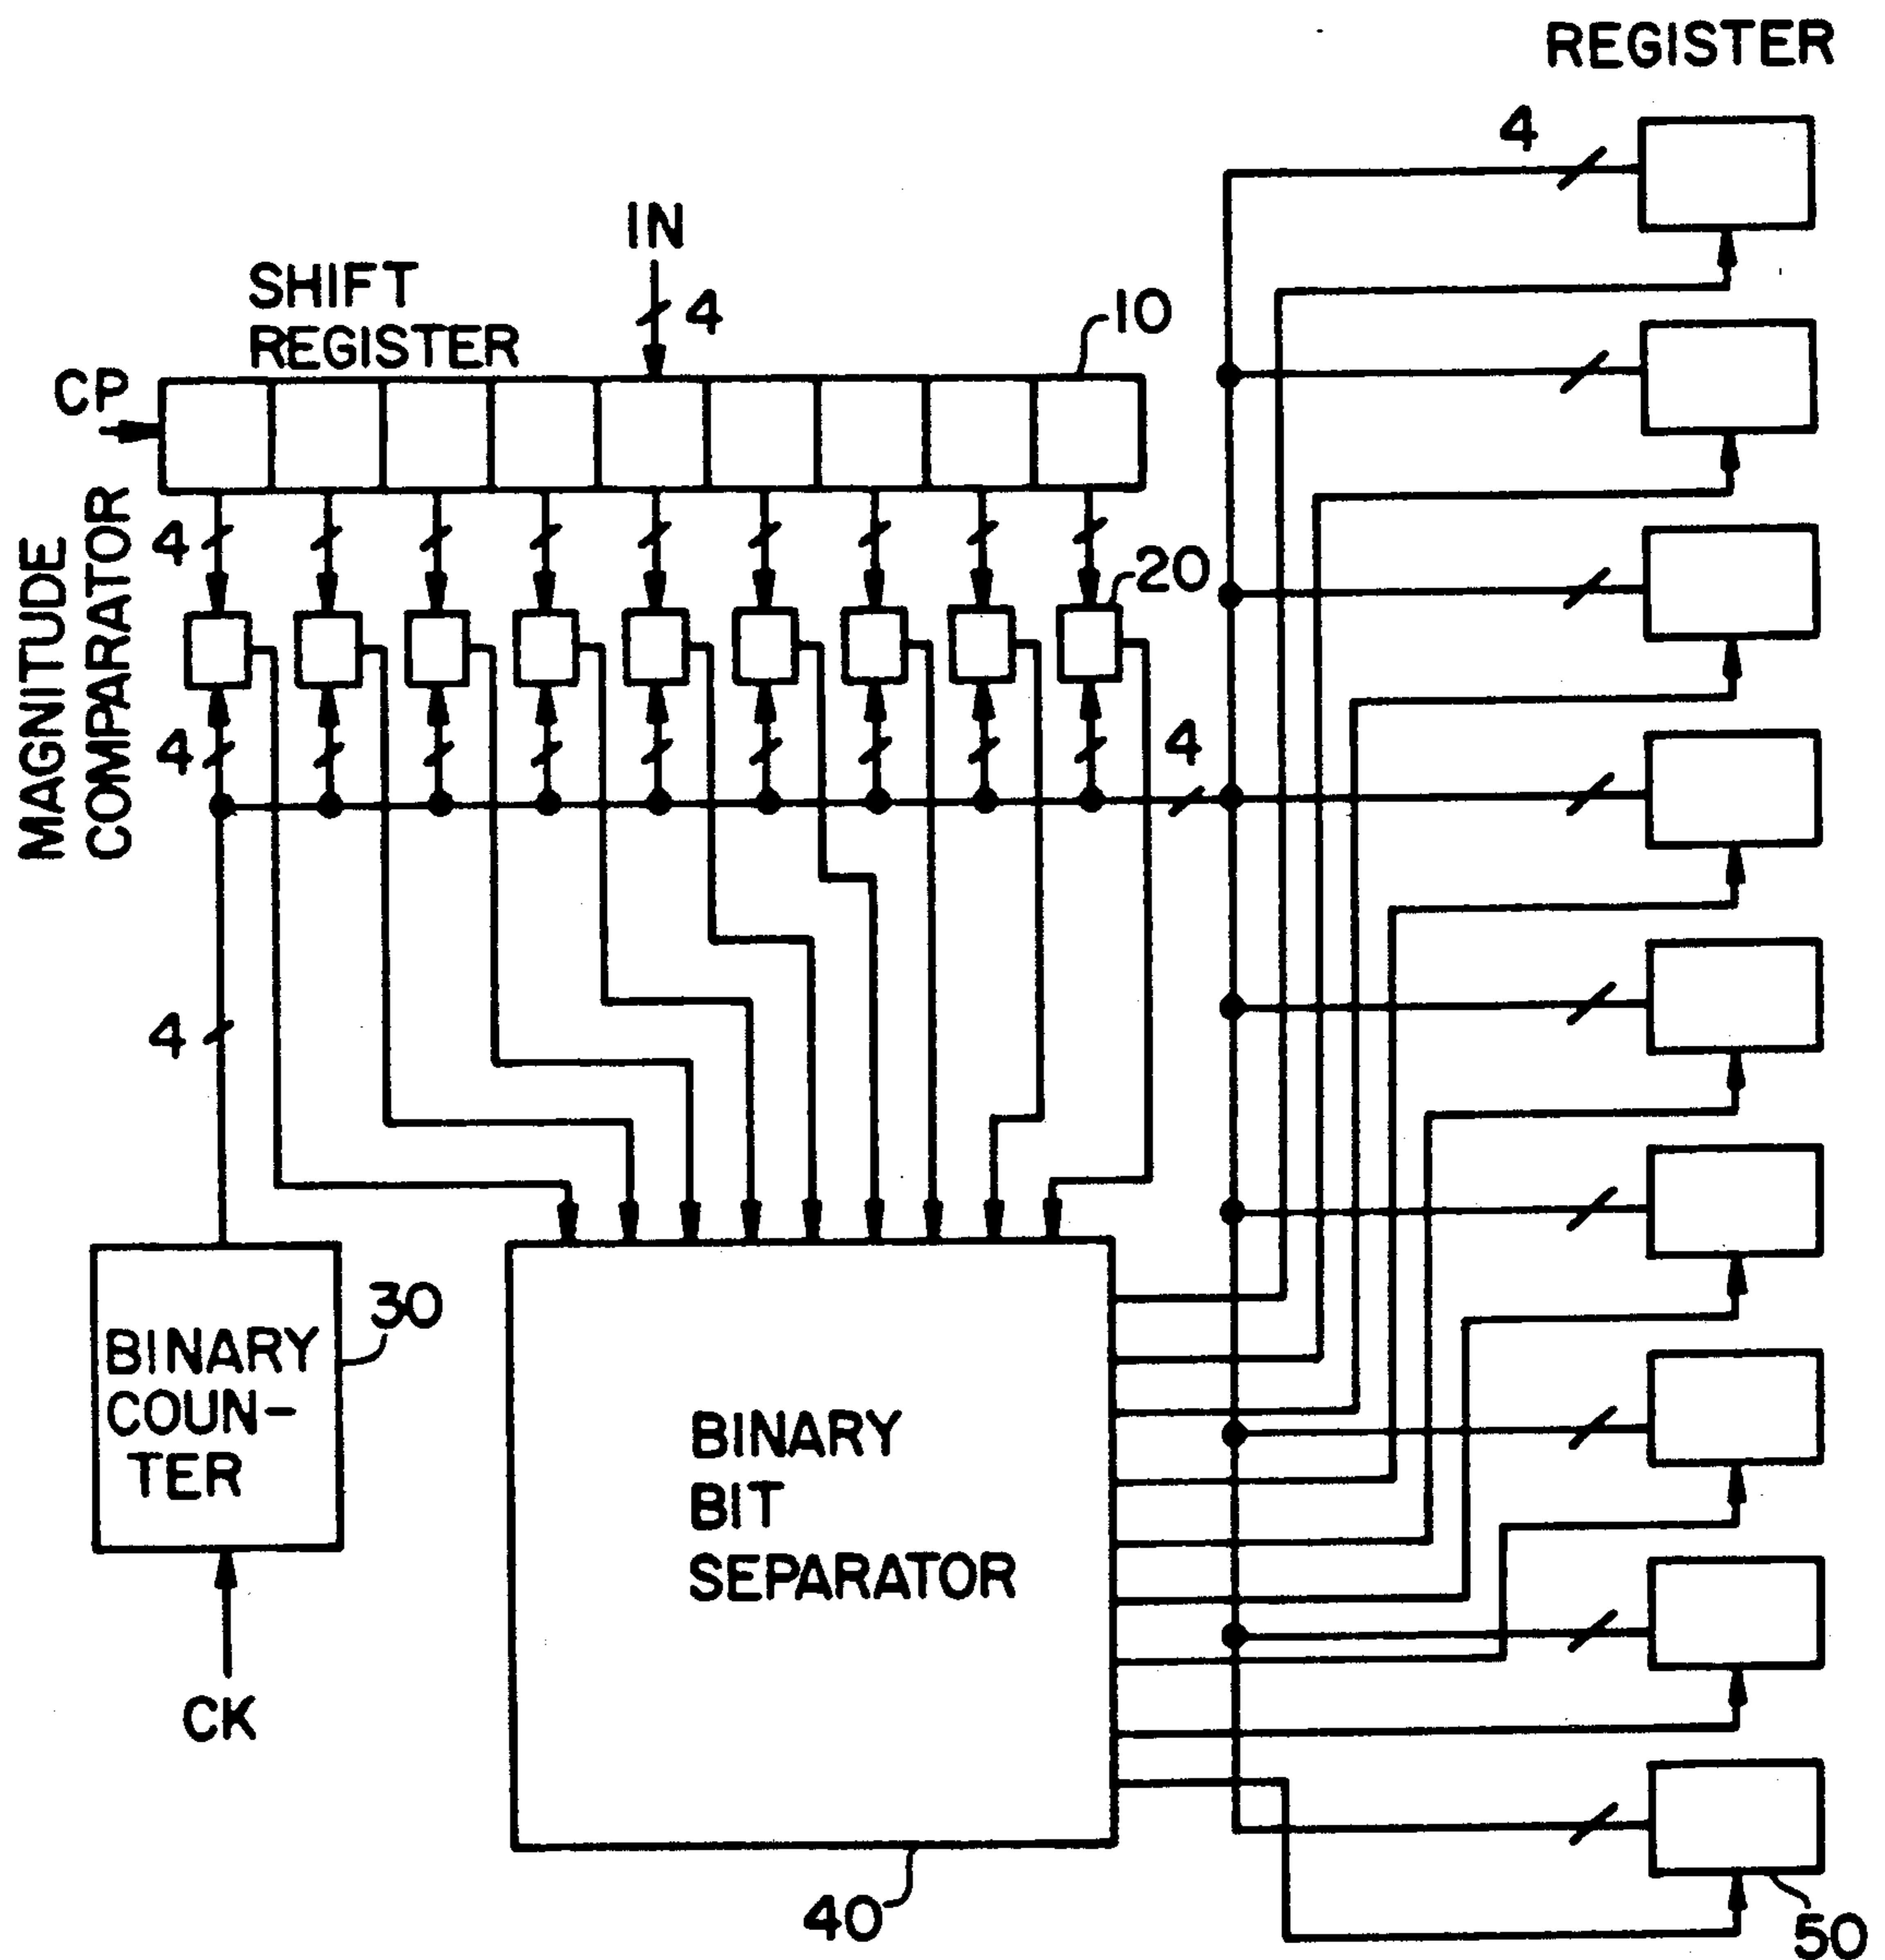 REGISTER
4
IN
4
SHIFT
REGISTER
10
CP
MAGNITUDE
COMPARATOR
4
20
4
4
4
BINARY
COUN-
TER
30
BINARY
BIT
SEPARATOR
CK
40
50